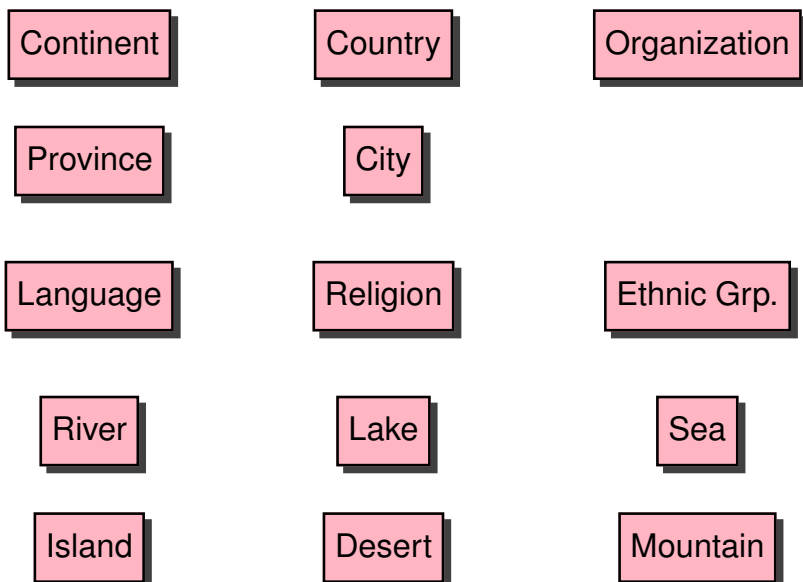 Continent Country Organization
Province City
Language Religion Ethnic Grp.
River Lake Sea
Island Desert Mountain